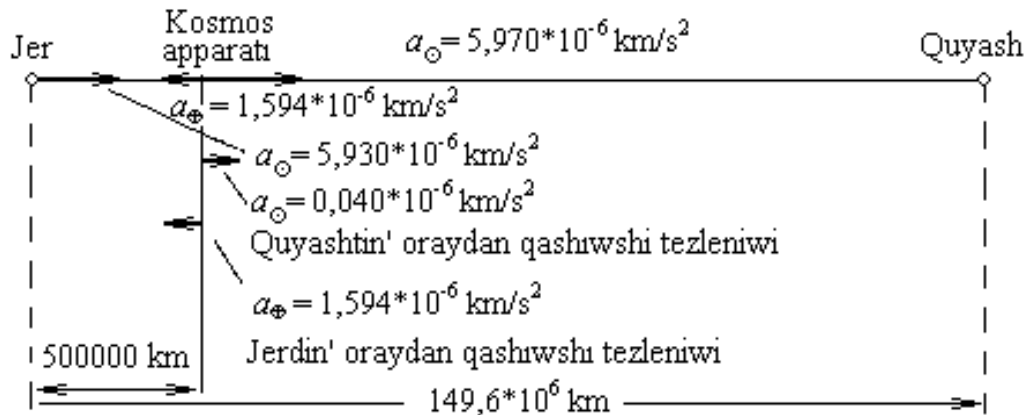 Jer
Kosmos
apparatı
a☉= 5,970*10⁻⁶ km/s²
Quyash
a⊕ = 1,594*10⁻⁶ km/s²
a☉= 5,930*10⁻⁶ km/s²
a☉= 0,040*10⁻⁶ km/s²
Quyashtin' oraydan qashıwshi tezleniwi
a⊕= 1,594*10⁻⁶ km/s²
Jerdin' oraydan qashıwshı tezleniwi
500000 km
149,6*10⁶ km